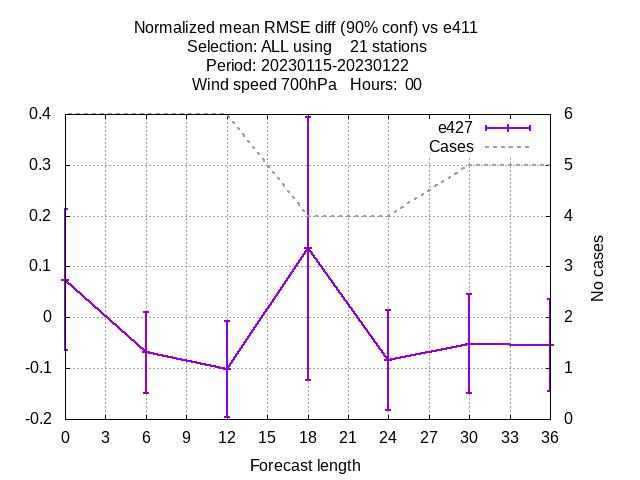 Normalized mean RMSE diff (90% conf) vs e411
Selection: ALL using    21 stations
Period: 20230115-20230122
Wind speed 700hPa   Hours:  00
e427
Cases
0.4
0.3
0.2
0.1
0
-0.1
-0.2
6
5
4
3
2
1
0
No cases
0 3 6 9 12 15 18 21 24 27 30 33 36
Forecast length